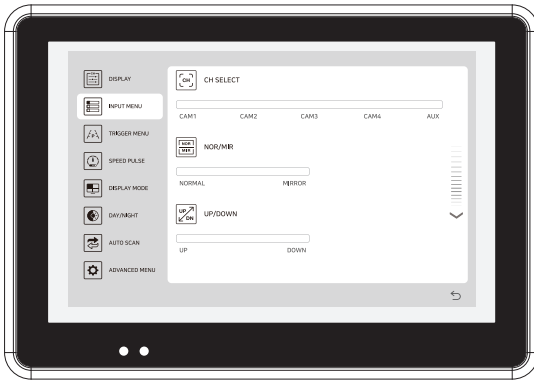 DISPLAY
INPUT MENU
TRIGGER MENU
SPEED PULSE
DISPLAY MODE
DAY/NIGHT
AUTO SCAN
ADVANCED MENU
CH CH SELECT
CAM1 CAM2 CAM3 CAM4 AUX
NOR MIR NOR/MIR
NORMAL MIRROR
UP DN UP/DOWN
UP DOWN